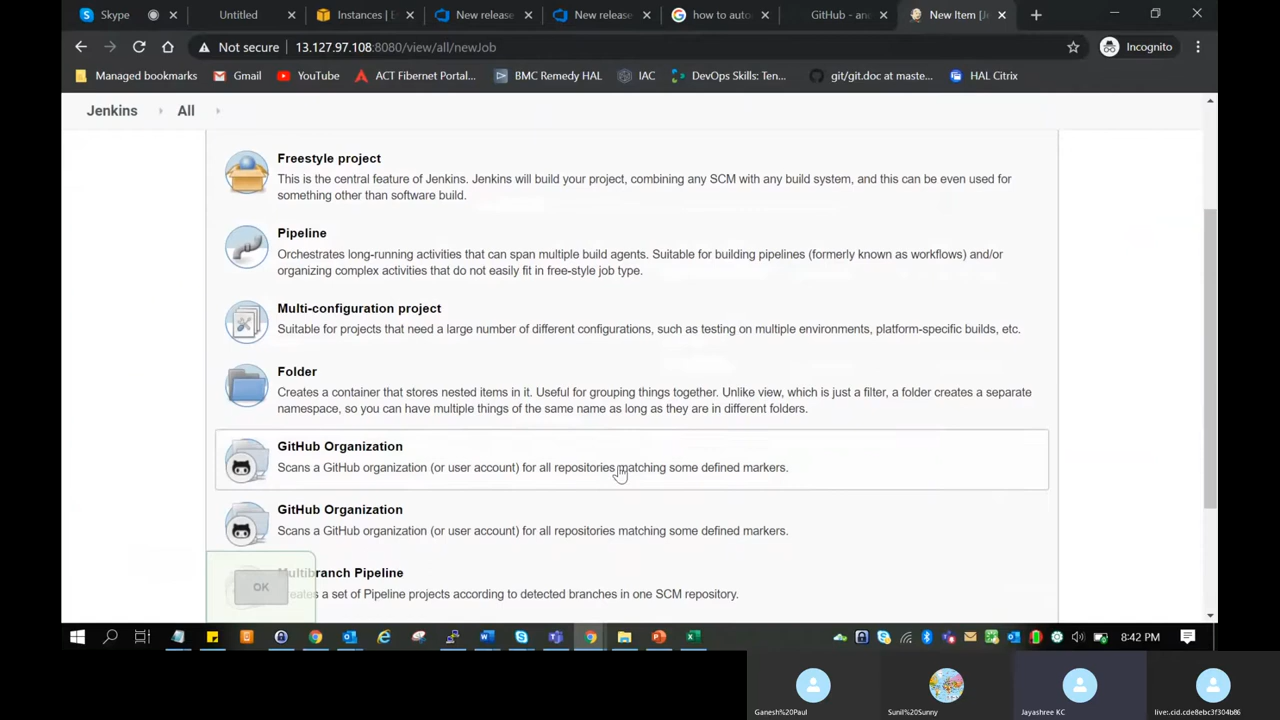 Skype
Untitled
Instances | E
New release
New release
how to auto
GitHub - an
New Item [Je
Not secure
13.127.97.108:8080/view/all/newJob
Incognito
Managed bookmarks
Gmail
YouTube
ACT Fibernet Portal...
BMC Remedy HAL
IAC
DevOps Skills: Ten...
git/git.doc at maste...
HAL Citrix
Jenkins
All
Freestyle project
This is the central feature of Jenkins. Jenkins will build your project, combining any SCM with any build system, and this can be even used for
something other than software build.
Pipeline
Orchestrates long-running activities that can span multiple build agents. Suitable for building pipelines (formerly known as workflows) and/or
organizing complex activities that do not easily fit in free-style job type.
Multi-configuration project
Suitable for projects that need a large number of different configurations, such as testing on multiple environments, platform-specific builds, etc.
Folder
Creates a container that stores nested items in it. Useful for grouping things together. Unlike view, which is just a filter, a folder creates a separate
namespace, so you can have multiple things of the same name as long as they are in different folders.
GitHub Organization
Scans a GitHub organization (or user account) for all repositories matching some defined markers.
GitHub Organization
Scans a GitHub organization (or user account) for all repositories matching some defined markers.
Multibranch Pipeline
OK
Creates a set of Pipeline projects according to detected branches in one SCM repository.
8:42 PM
Ganesh%20Paul
Sunil%20Sunny
Jayashree KC
live:.cid.cde8ebc3f304b86